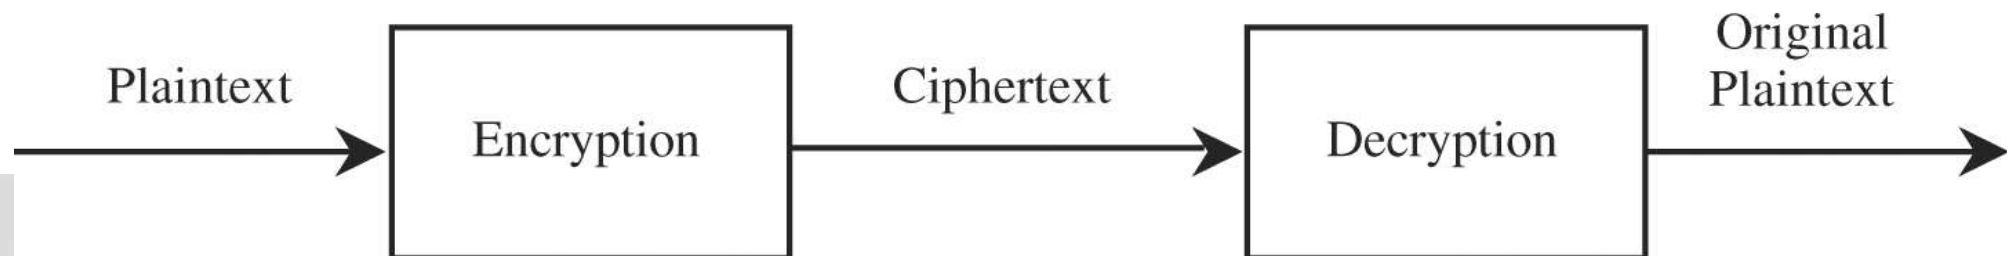 Plaintext
Encryption
Ciphertext
Decryption
Original
Plaintext